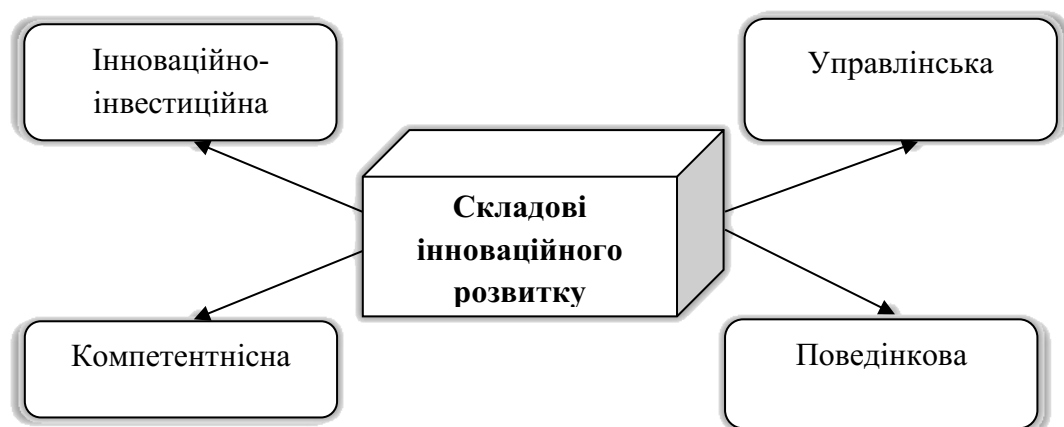 Інноваційно-
інвестиційна
Управлінська
Складові
інноваційного
розвитку
Компетентнісна
Поведінкова